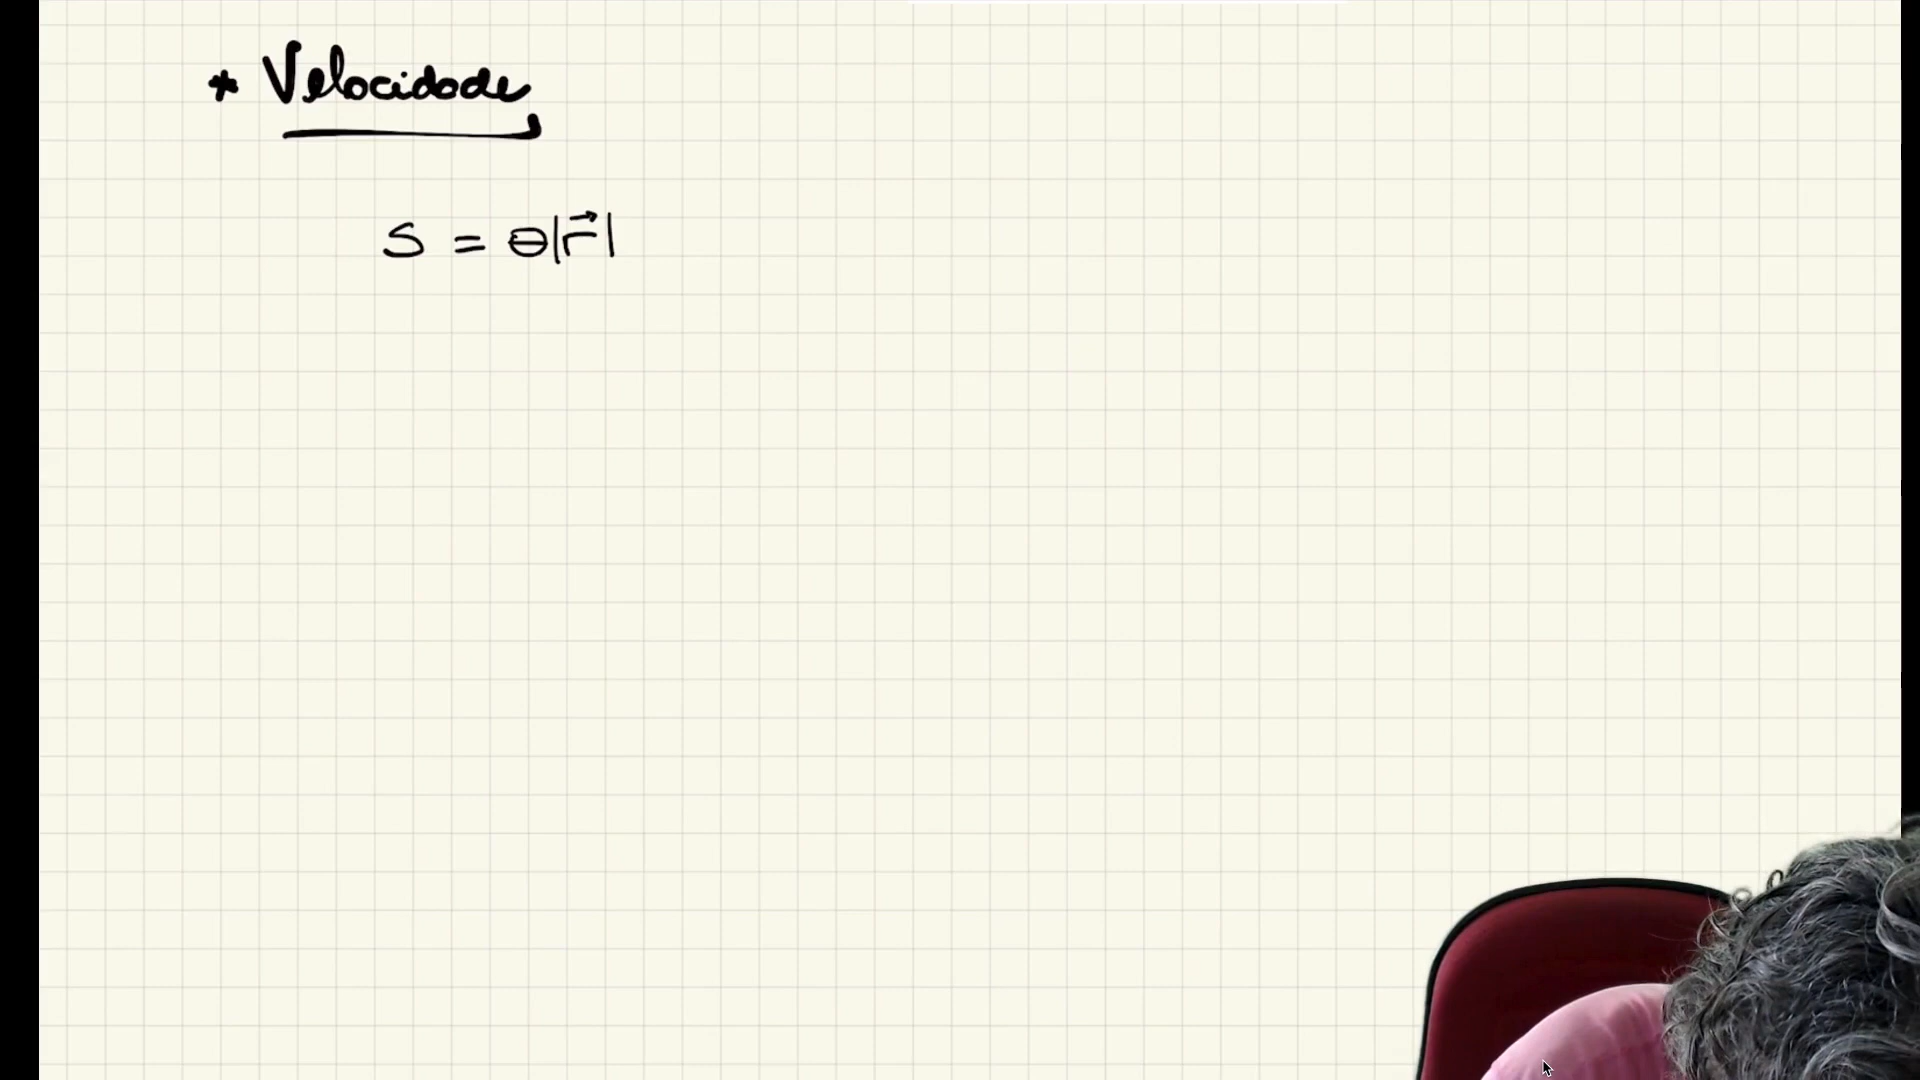 * Velocidade
S = θ|r⃗|